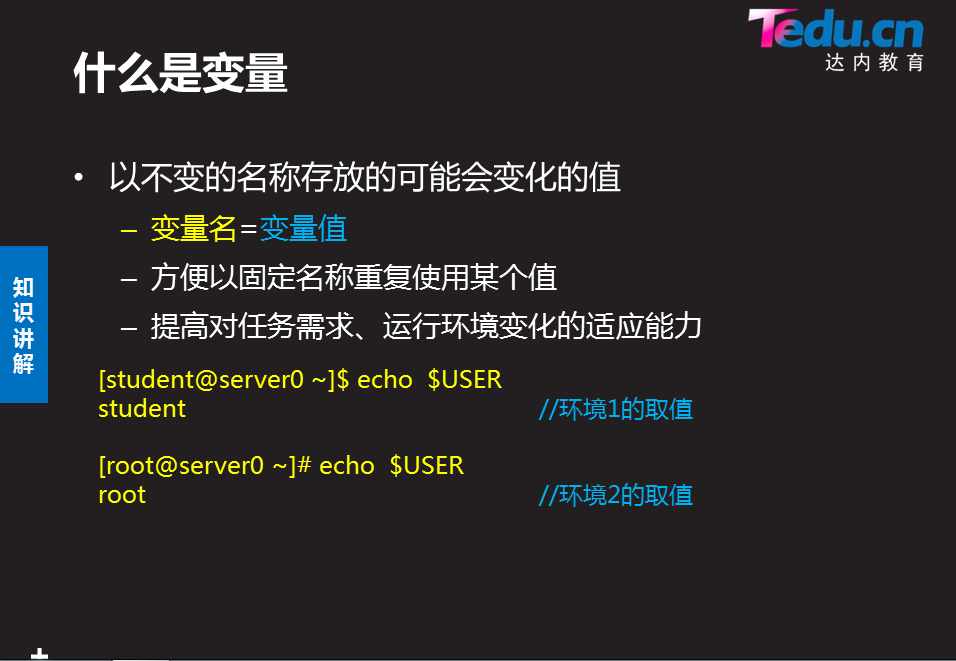 Tedu.cn
达内教育
什么是变量
• 以不变的名称存放的可能会变化的值
– 变量名=变量值
– 方便以固定名称重复使用某个值
– 提高对任务需求、运行环境变化的适应能力
知识讲解
[student@server0 ~]$ echo  $USER
student //环境1的取值
[root@server0 ~]# echo  $USER
root //环境2的取值